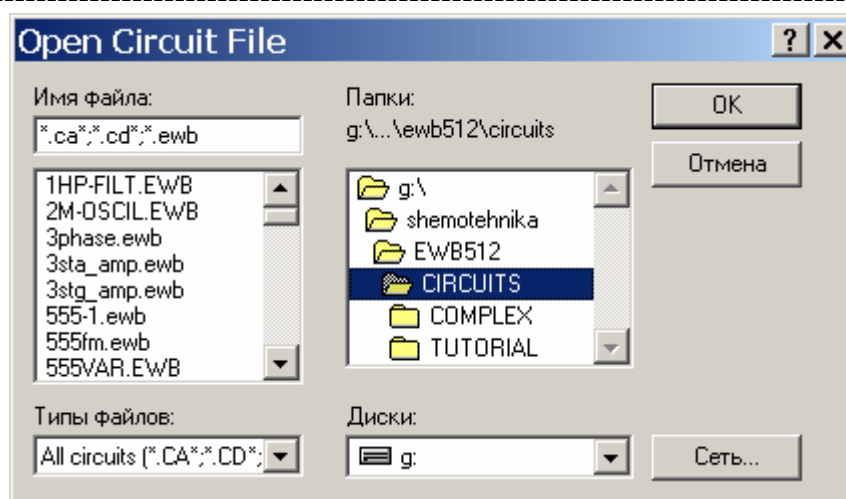 Open Circuit File
Имя файла:
*.ca*;*.cd*;*.ewb
1HP-FILT.EWB
2M-OSCIL.EWB
3phase.ewb
3sta_amp.ewb
3stg_amp.ewb
555-1.ewb
555fm.ewb
555VAR.EWB
Типы файлов:
All circuits (*.CA*;*.CD*;
Папки:
g:\...\ewb512\circuits
g:\
shemotehnika
EWB512
CIRCUITS
COMPLEX
TUTORIAL
Диски:
g:
OK
Отмена
Сеть...